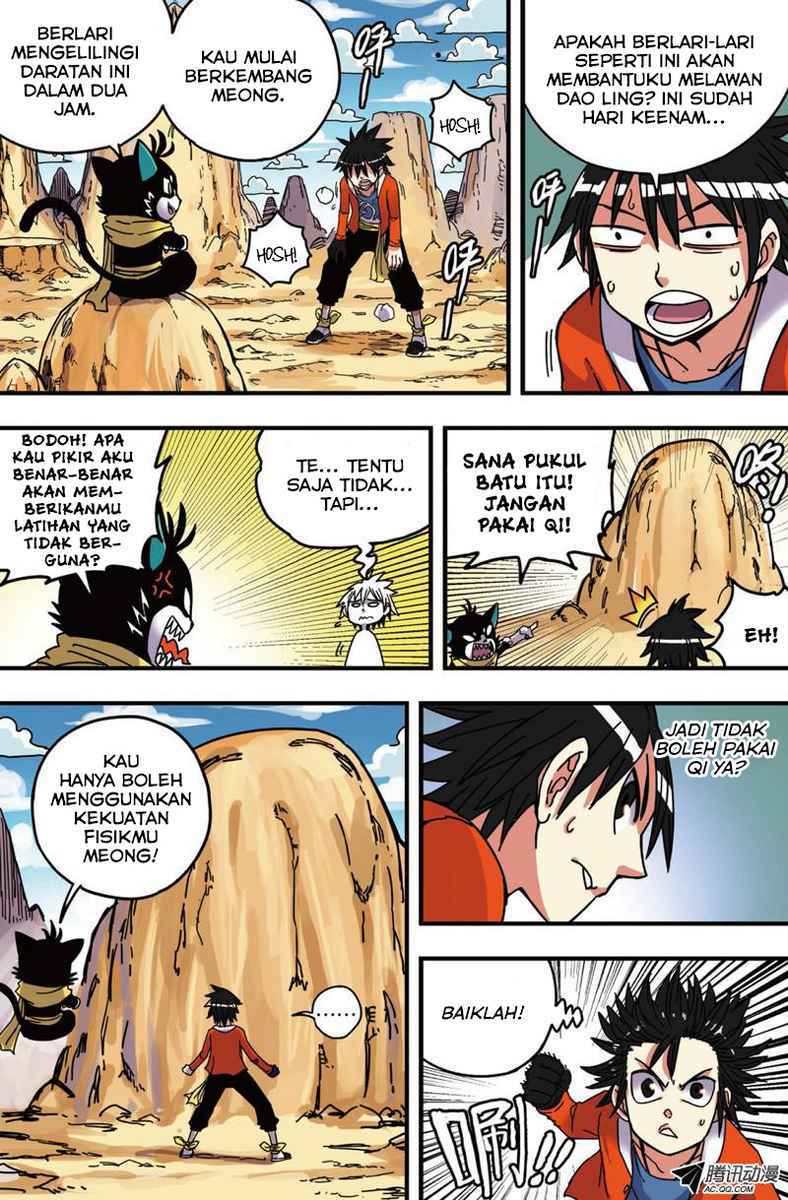 BERLARI
MENGELILINGI
DARATAN INI
DALAM DUA
JAM.
KAU MULAI
BERKEMBANG
MEONG.
呼
HOSH!
HOSH!
呼
APAKAH BERLARI-LARI
SEPERTI INI AKAN
MEMBANTUKU MELAWAN
DAO LING? INI SUDAH
HARI KEENAM...
呼
BODOH! APA
KAU PIKIR AKU
BENAR-BENAR
AKAN MEM-
BERIKANMU
LATIHAN YANG
TIDAK BER-
GUNA?
TE... TENTU
SAJA TIDAK...
TAPI...
SANA PUKUL
BATU ITU!
JANGAN
PAKAI QI!
EH!
KAU
HANYA BOLEH
MENGGUNAKAN
KEKUATAN
FISIKMU
MEONG!
......
JADI TIDAK
BOLEH PAKAI
QI YA?
BAIKLAH!
唰!!
腾讯动漫
AC.QQ.COM